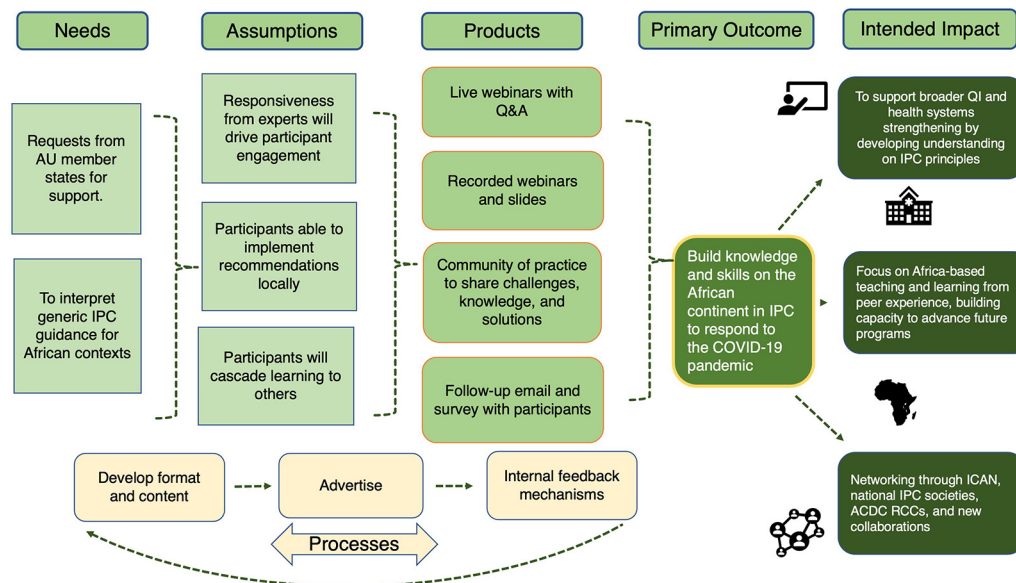 Needs
Assumptions
Products
Primary Outcome
Intended Impact
Requests from
AU member
states for
support.
To interpret
generic IPC
guidance for
African contexts
Responsiveness
from experts will
drive participant
engagement
Participants able to
implement
recommendations
locally
Participants will
cascade learning to
others
Live webinars with
Q&A
Recorded webinars
and slides
Community of practice
to share challenges,
knowledge, and
solutions
Follow-up email and
survey with participants
Build knowledge
and skills on the
African
continent in IPC
to respond to
the COVID-19
pandemic
To support broader QI and
health systems
strengthening by
developing understanding
on IPC principles
Focus on Africa-based
teaching and learning from
peer experience, building
capacity to advance future
programs
Networking through ICAN,
national IPC societies,
ACDC RCCs, and new
collaborations
Develop format
and content
Advertise
Internal feedback
mechanisms
Processes